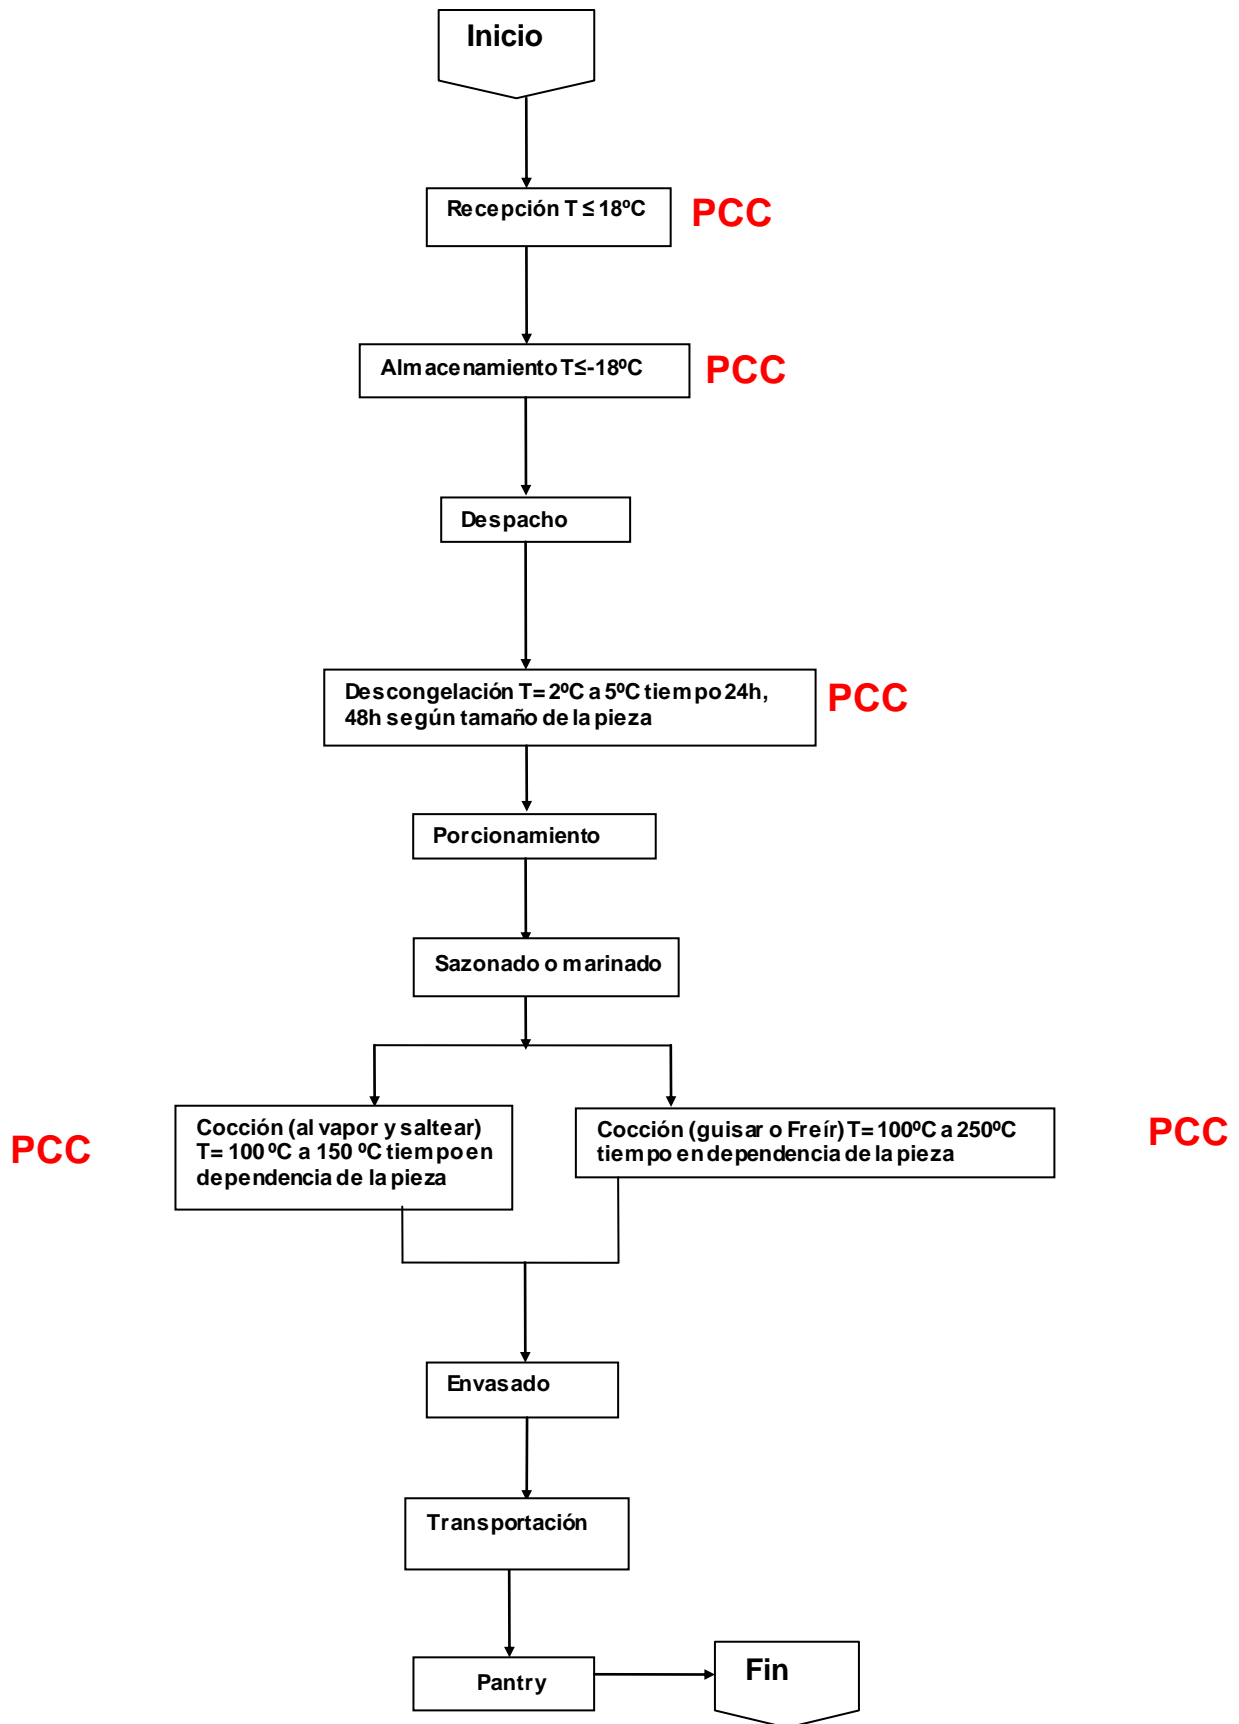 Inicio
Recepción T ≤ 18ºC
PCC
Almacenamiento T≤-18ºC
PCC
Despacho
Descongelación T= 2ºC a 5ºC tiempo 24h,
48h según tamaño de la pieza
PCC
Porcionamiento
Sazonado o marinado
PCC
Cocción (al vapor y saltear)
T= 100 ºC a 150 ºC tiempo en
dependencia de la pieza
Cocción (guisar o Freír) T= 100ºC a 250ºC
tiempo en dependencia de la pieza
PCC
Envasado
Transportación
Pantry
Fin